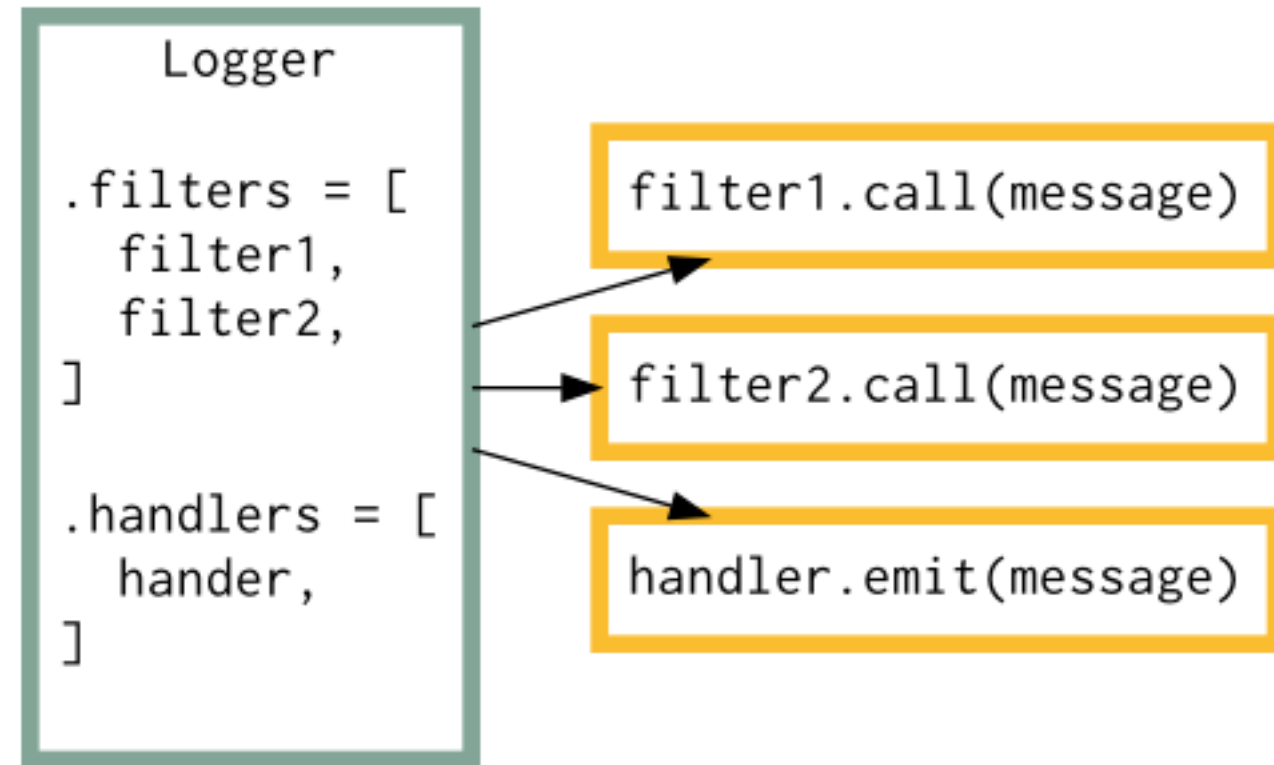 Logger
.filters = [
filter1,
filter2,
]
.handlers = [
hander,
]
filter1.call(message)
filter2.call(message)
handler.emit(message)